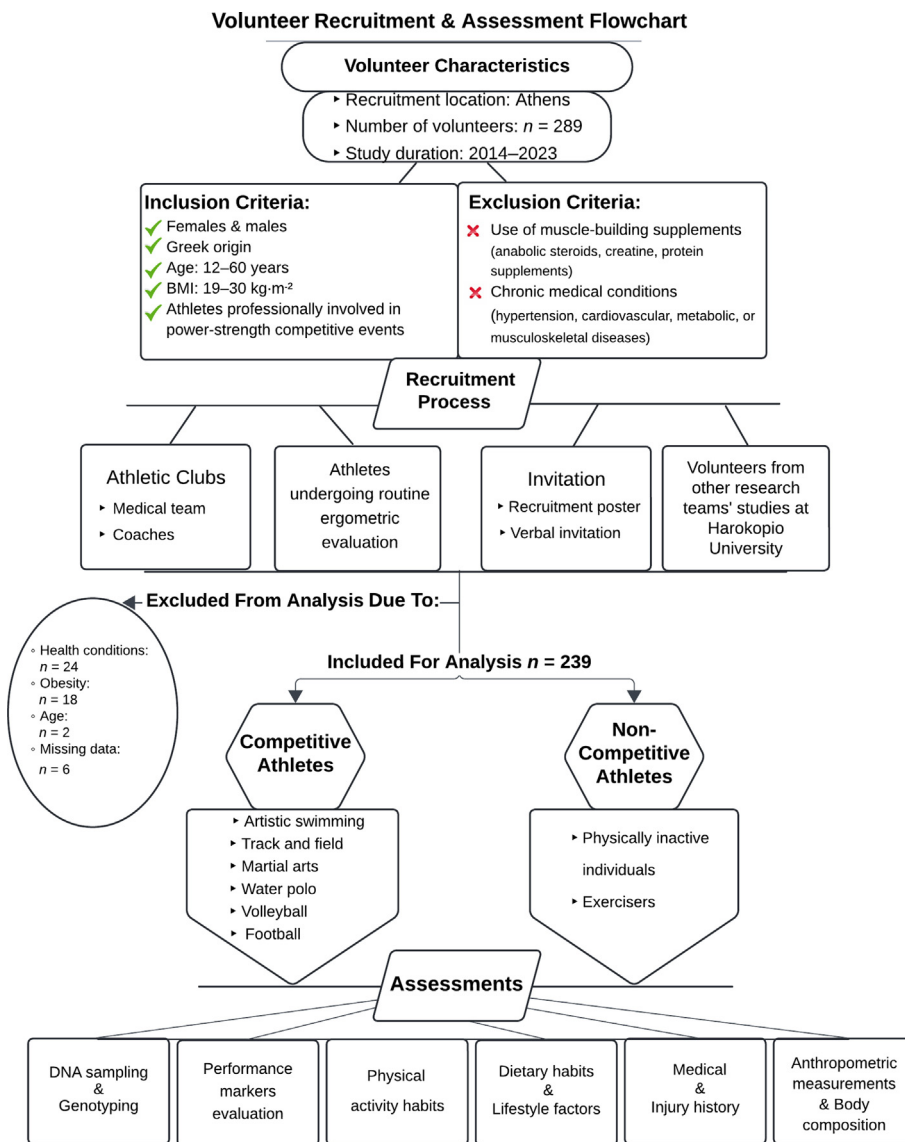 Volunteer Recruitment & Assessment Flowchart
Volunteer Characteristics
‣ Recruitment location: Athens
‣ Number of volunteers: n = 289
‣ Study duration: 2014–2023
Inclusion Criteria:
Females & males
Greek origin
Age: 12–60 years
BMI: 19–30 kg·m⁻²
Athletes professionally involved in
power-strength competitive events
Exclusion Criteria:
Use of muscle-building supplements
(anabolic steroids, creatine, protein
supplements)
Chronic medical conditions
(hypertension, cardiovascular, metabolic, or
musculoskeletal diseases)
Recruitment
Process
Athletic Clubs
‣ Medical team
‣ Coaches
Athletes
undergoing routine
ergometric
evaluation
Invitation
‣ Recruitment poster
‣ Verbal invitation
Volunteers from
other research
teams' studies at
Harokopio
University
Excluded From Analysis Due To:
◦ Health conditions:
n = 24
◦ Obesity:
n = 18
◦ Age:
n = 2
◦ Missing data:
n = 6
Included For Analysis n = 239
Competitive
Athletes
‣ Artistic swimming
‣ Track and field
‣ Martial arts
‣ Water polo
‣ Volleyball
‣ Football
Non-
Competitive
Athletes
‣ Physically inactive
individuals
‣ Exercisers
Assessments
DNA sampling
&
Genotyping
Performance
markers
evaluation
Physical
activity habits
Dietary habits
&
Lifestyle factors
Medical
&
Injury history
Anthropometric
measurements
& Body
composition